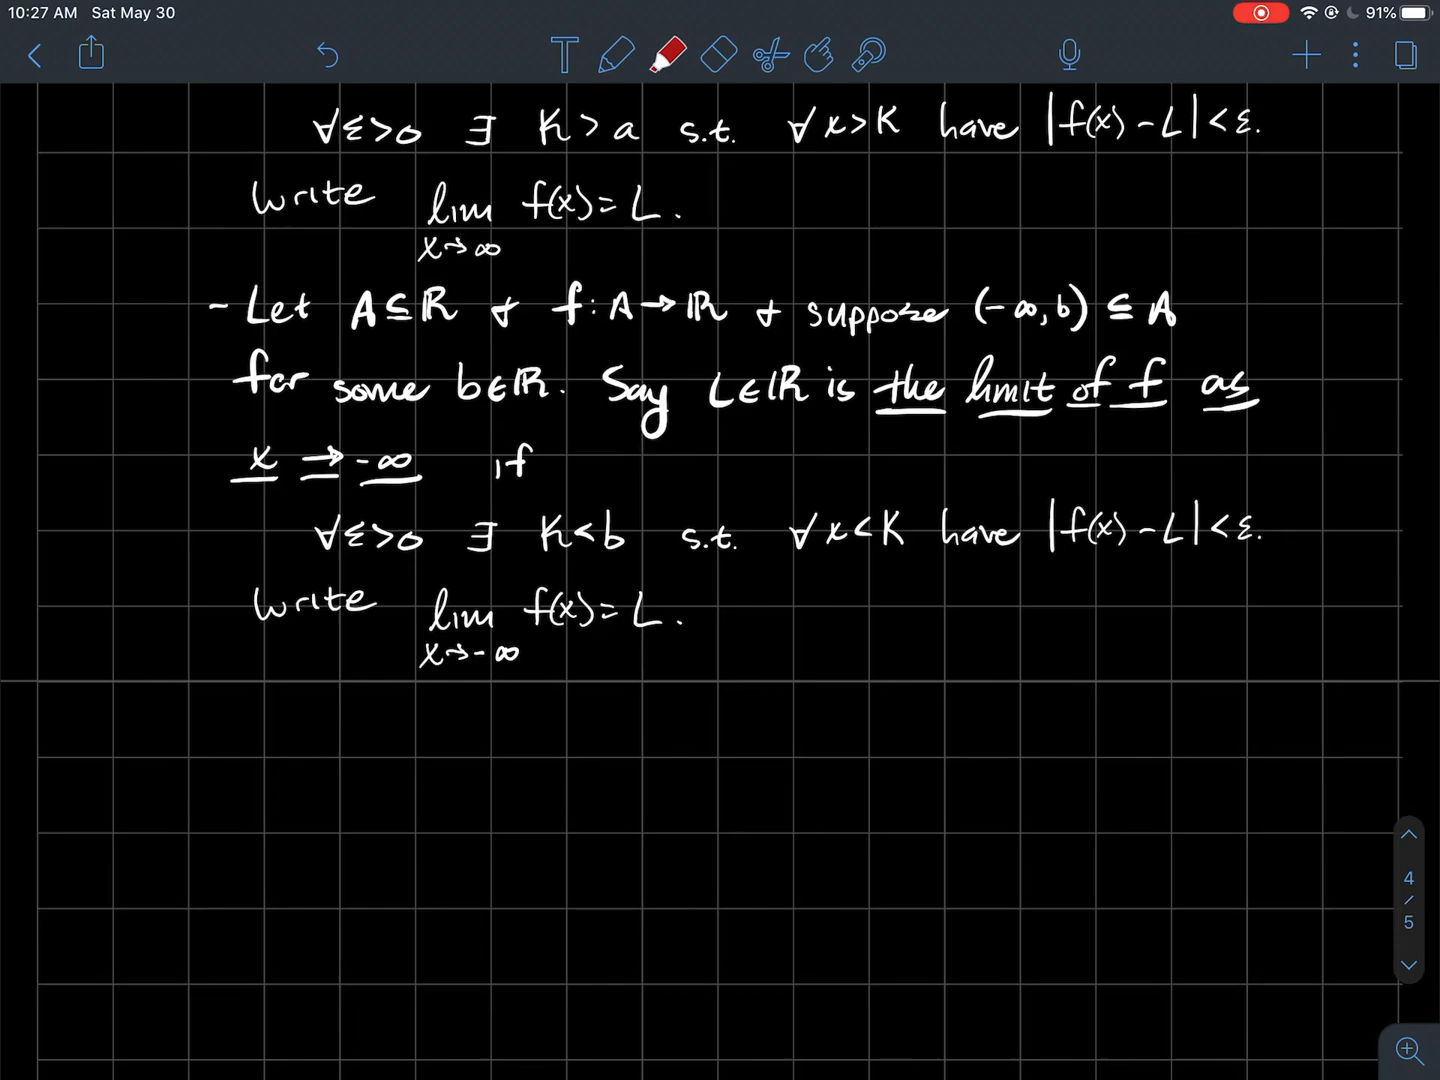 10:27 AM Sat May 30 91%
∀ε>0 ∃ K>a s.t. ∀x>K have |f(x)-L|<ε.
Write lim f(x)=L.
x→∞
- Let A⊆ℝ & f:A→ℝ & suppose (-∞,b)⊆A
for some b∈ℝ. Say L∈ℝ is the limit of f as
x→-∞ if
∀ε>0 ∃ K<b s.t. ∀x<K have |f(x)-L|<ε.
Write lim f(x)=L.
x→-∞
4
/
5